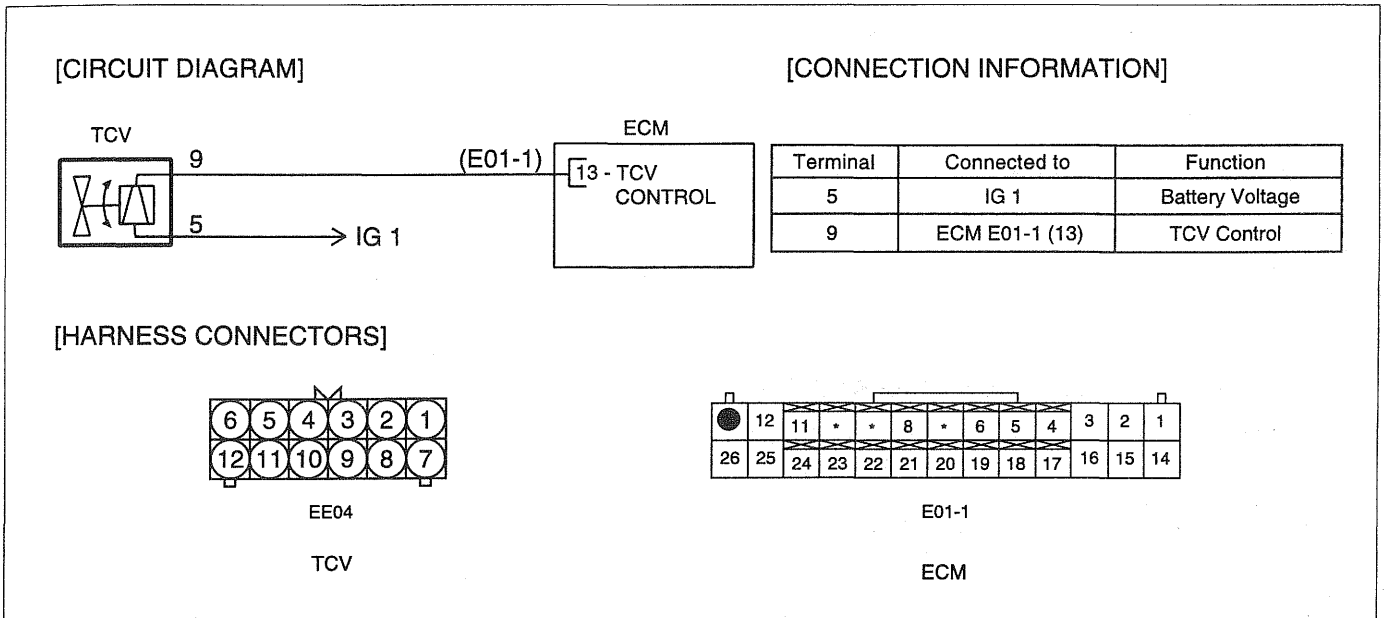 [CIRCUIT DIAGRAM] [CONNECTION INFORMATION]
TCV ECM
9 (E01-1) 13 - TCV CONTROL
5 IG 1
Terminal Connected to Function
5 IG 1 Battery Voltage
9 ECM E01-1 (13) TCV Control
[HARNESS CONNECTORS]
6 5 4 3 2 1
12 11 10 9 8 7
EE04
TCV
12 11 * * 8 * 6 5 4 3 2 1
26 25 24 23 22 21 20 19 18 17 16 15 14
E01-1
ECM